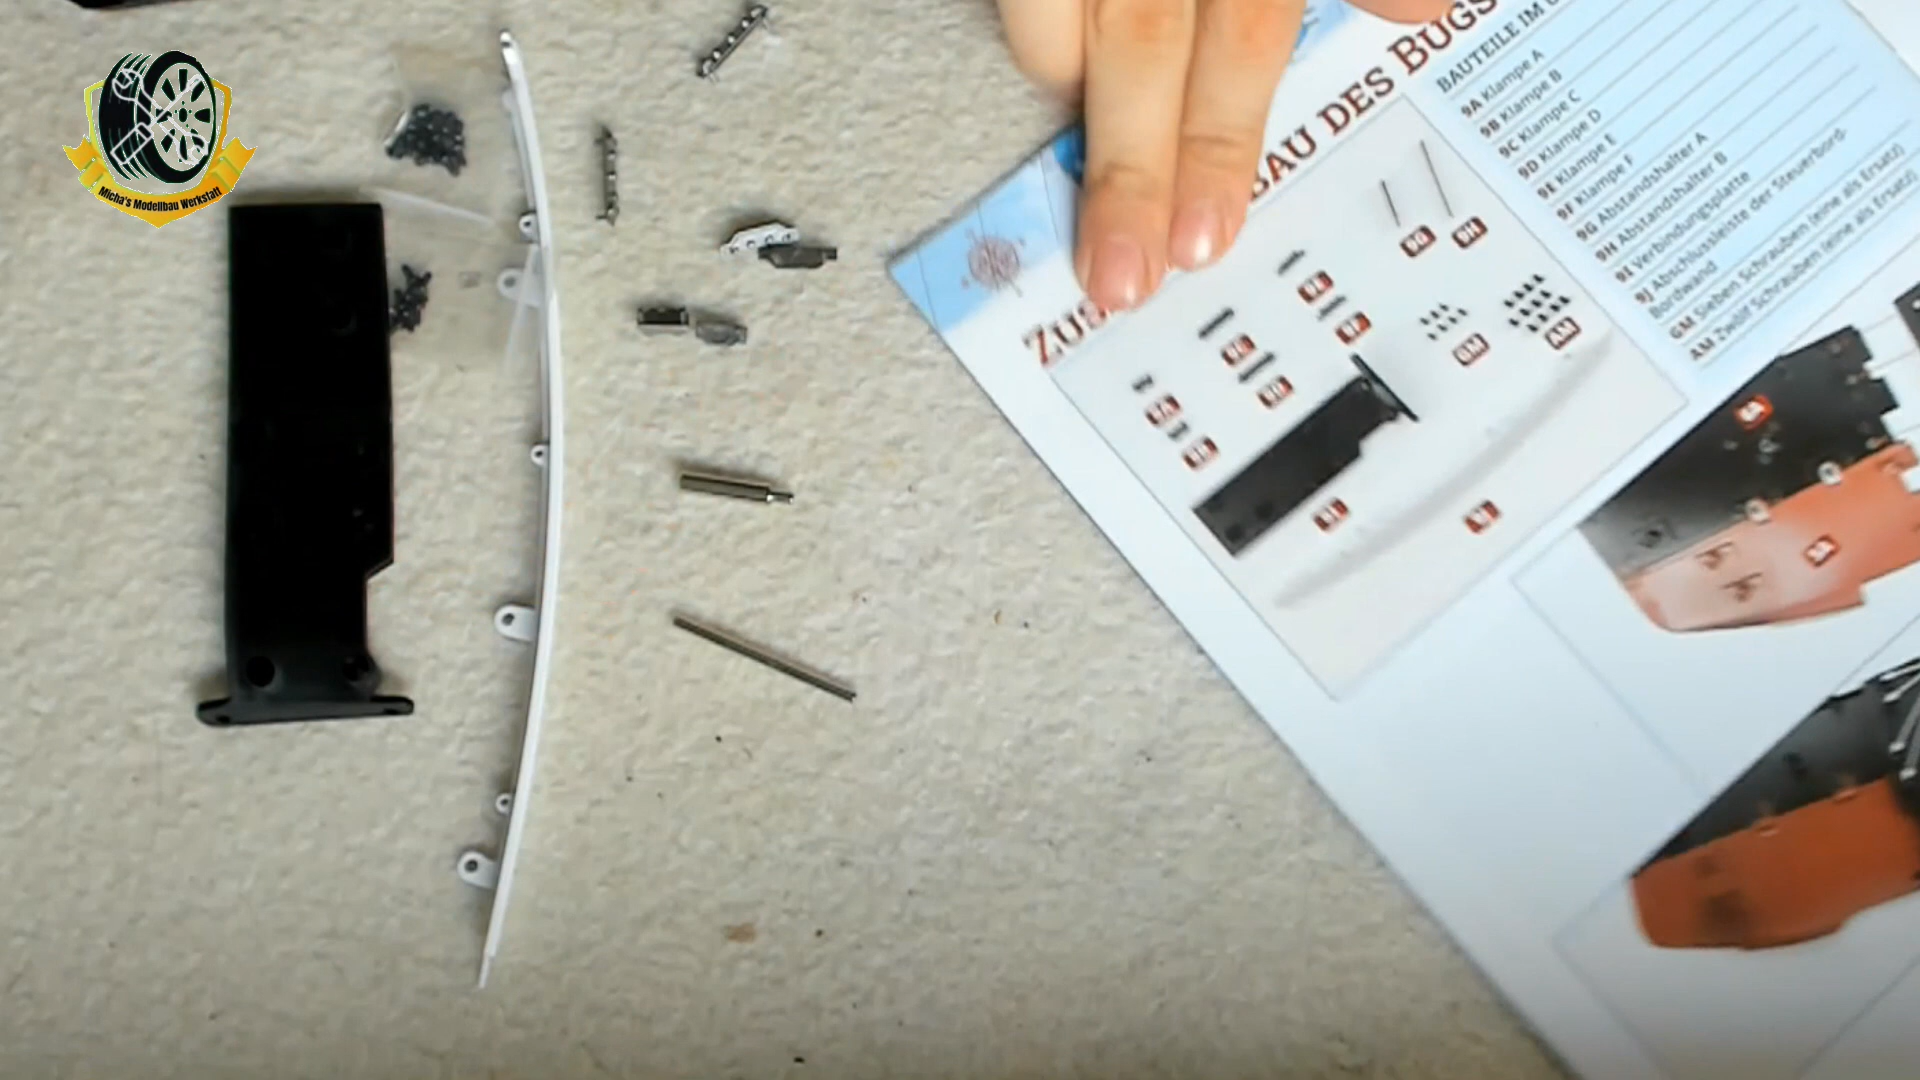 Micha's Modellbau Werkstatt
ZUS BAU DES BUGS
BAUTEILE IM
9A Klampe A
9B Klampe B
9C Klampe C
9D Klampe D
9E Klampe E
9F Klampe F
9G Abstandshalter A
9H Abstandshalter B
9I Verbindungsplatte
9J Abschlussleiste der Steuerbord-
Bordwand
GM Sieben Schrauben (eine als Ersatz)
AM Zwölf Schrauben (eine als Ersatz)
9G
9H
9E
9F
9C
9D
GM
AM
9A
9B
9I
9J